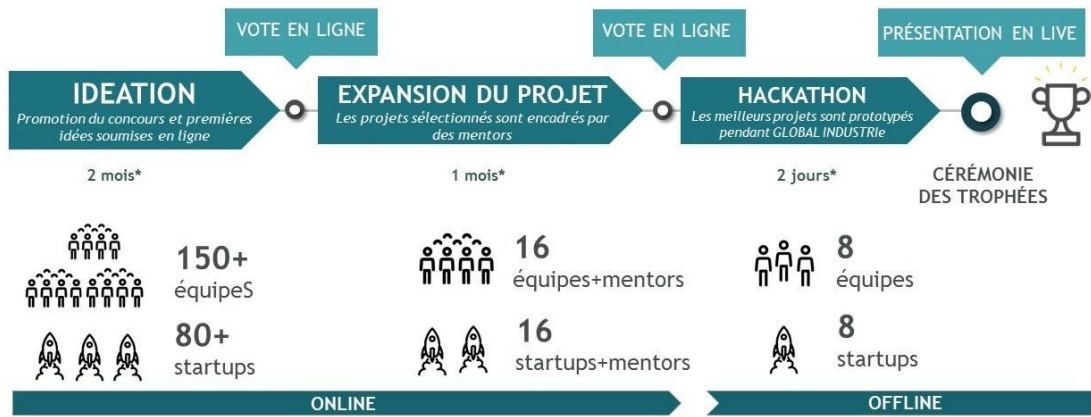 VOTE EN LIGNE
VOTE EN LIGNE
PRÉSENTATION EN LIVE
IDEATION
Promotion du concours et premières
idées soumises en ligne
EXPANSION DU PROJET
Les projets sélectionnés sont encadrés par
des mentors
HACKATHON
Les meilleurs projets sont prototypés
pendant GLOBAL INDUSTRIe
2 mois*
1 mois*
2 jours*
CÉRÉMONIE
DES TROPHÉES
150+
équipeS
16
équipes+mentors
8
équipes
80+
startups
16
startups+mentors
8
startups
ONLINE
OFFLINE